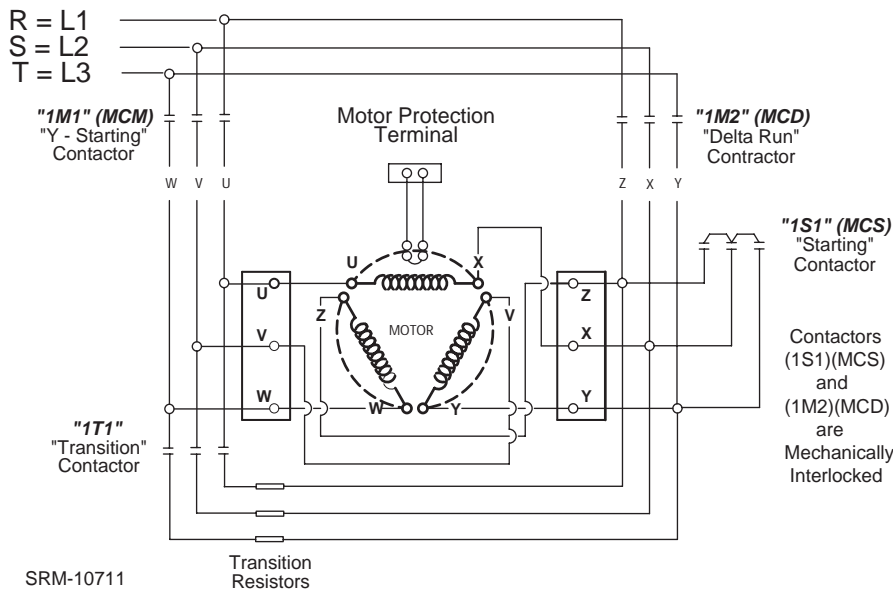 R = L1
S = L2
T = L3
"1M1" (MCM)
"Y - Starting"
Contactor
Motor Protection
Terminal
"1M2" (MCD)
"Delta Run"
Contractor
W V U
Z X Y
"1S1" (MCS)
"Starting"
Contactor
U X
U Z
Z MOTOR V
V X
W W Y Y
Contactors
(1S1)(MCS)
and
(1M2)(MCD)
are
Mechanically
Interlocked
"1T1"
"Transition"
Contactor
Transition
Resistors
SRM-10711